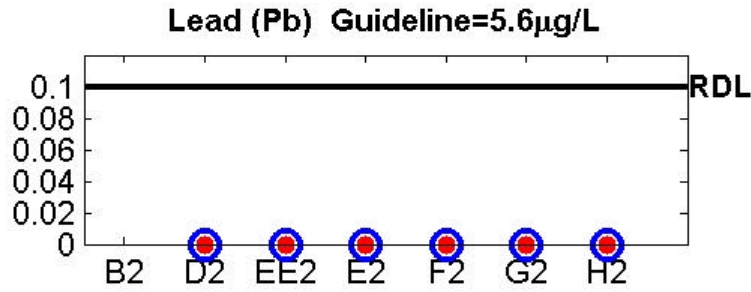 Lead (Pb)  Guideline=5.6μg/L
0.1
RDL
0.08
0.06
0.04
0.02
0
B2 D2 EE2 E2 F2 G2 H2